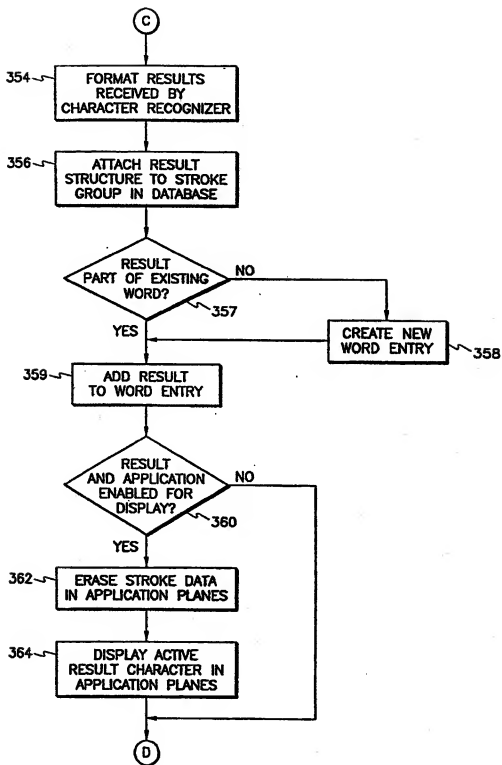 C
354
FORMAT RESULTS
RECEIVED BY
CHARACTER RECOGNIZER
356
ATTACH RESULT
STRUCTURE TO STROKE
GROUP IN DATABASE
RESULT
PART OF EXISTING
WORD?
NO
357
YES
CREATE NEW
WORD ENTRY
358
359
ADD RESULT
TO WORD ENTRY
RESULT
AND APPLICATION
ENABLED FOR
DISPLAY?
NO
360
YES
362
ERASE STROKE DATA
IN APPLICATION PLANES
364
DISPLAY ACTIVE
RESULT CHARACTER IN
APPLICATION PLANES
D